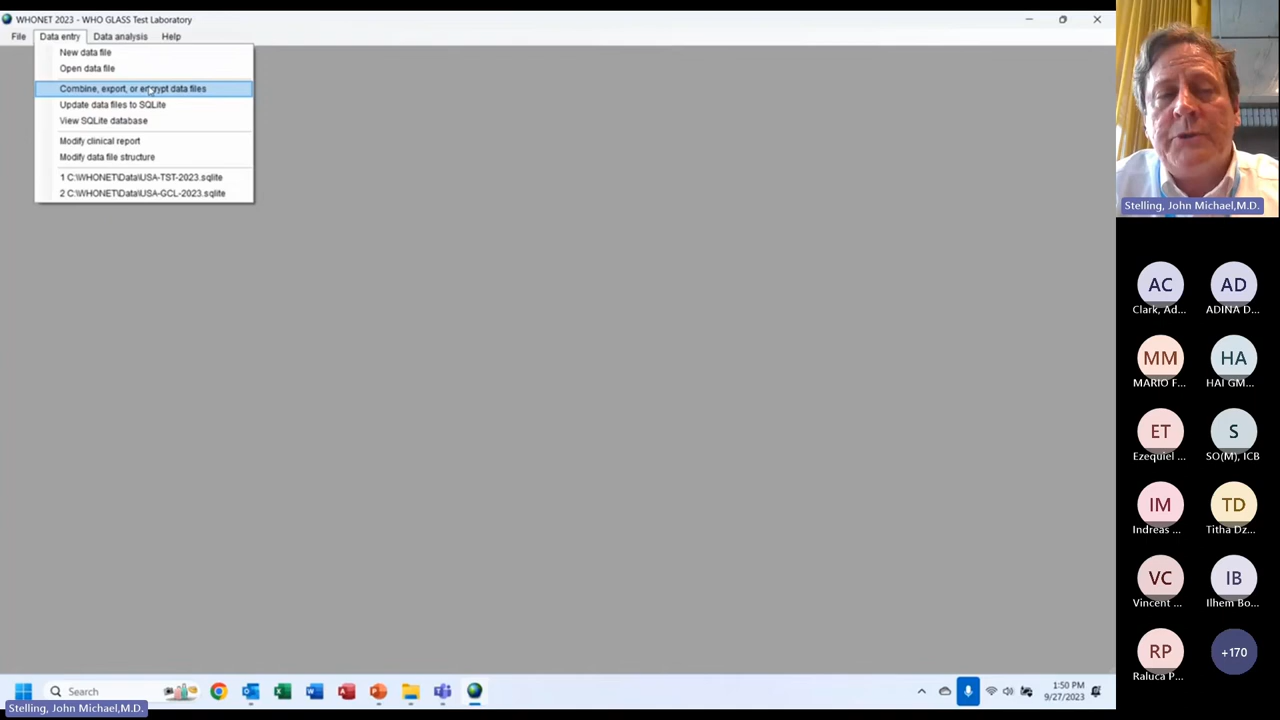 WHONET 2023 - WHO GLASS Test Laboratory
File Data entry Data analysis Help
New data file
Open data file
Combine, export, or encrypt data files
Update data files to SQLite
View SQLite database
Modify clinical report
Modify data file structure
1 C:\WHONET\Data\USA-TST-2023.sqlite
2 C:\WHONET\Data\USA-GCL-2023.sqlite
Stelling, John Michael,M.D.
AC AD
Clark, Ad... ADINA D...
MM HA
MARIO F... HAI GM...
ET S
Ezequiel ... SO(M), ICB
IM TD
Indreas ... Titha Dz...
VC IB
Vincent ... Ilhem Bo...
RP +170
Raluca P...
Search
1:50 PM
9/27/2023
Stelling, John Michael,M.D.